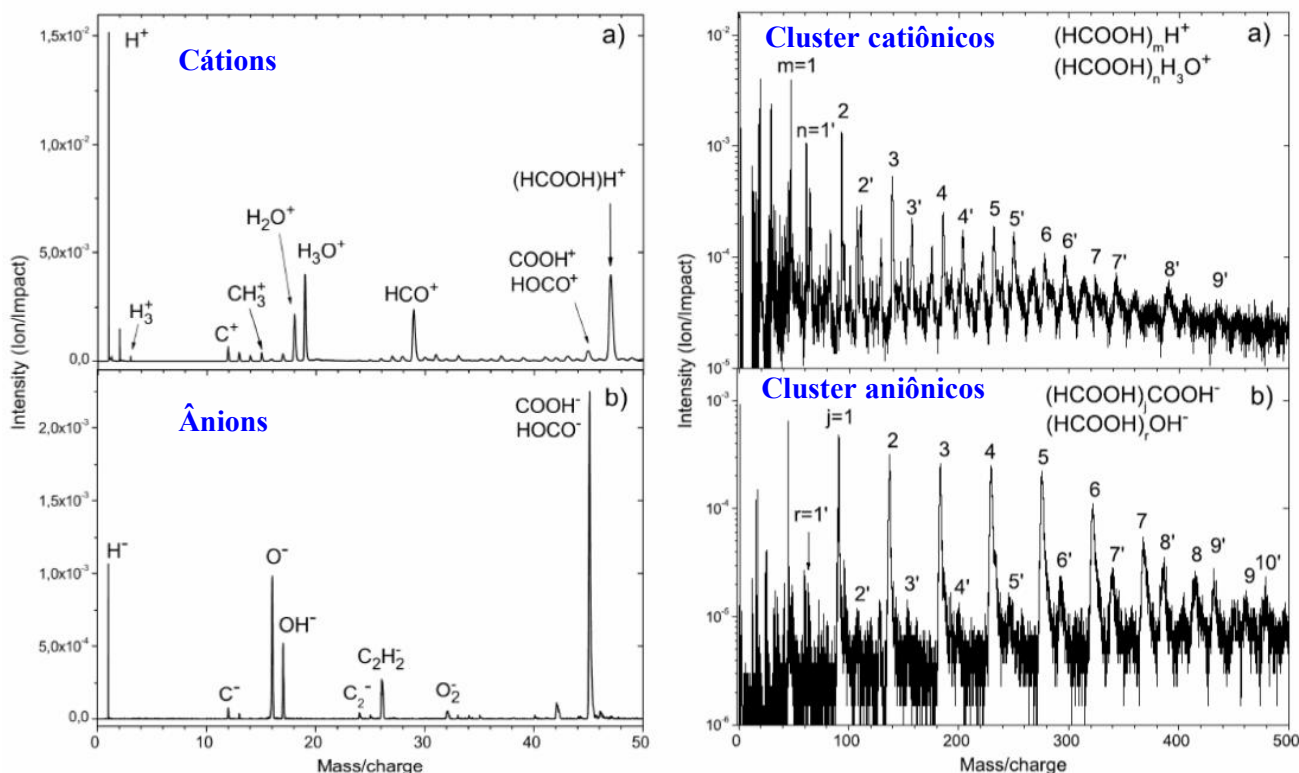 a)
Cátions
Intensity (Ion/Impact)
1,5x10⁻²
1,0x10⁻²
5,0x10⁻³
0,0
H⁺
H₃⁺
C⁺
CH₃⁺
H₂O⁺
H₃O⁺
HCO⁺
(HCOOH)H⁺
COOH⁺
HOCO⁺
b)
Ânions
Intensity (Ion/Impact)
2,0x10⁻³
1,5x10⁻³
1,0x10⁻³
5,0x10⁻⁴
0,0
H⁻
C⁻
O⁻
OH⁻
C₂⁻
C₂H₂⁻
O₂⁻
COOH⁻
HOCO⁻
0 10 20 30 40 50
Mass/charge
a)
Cluster catiônicos
(HCOOH)ₘH⁺
(HCOOH)ₙH₃O⁺
Intensity (Ion/Impact)
10⁻²
10⁻³
10⁻⁴
10⁻⁵
m=1
n=1' 2 2' 3 3' 4 4' 5 5' 6 6' 7 7' 8' 9'
b)
Cluster aniônicos
(HCOOH)ⱼCOOH⁻
(HCOOH)ᵣOH⁻
Intensity (Ion/Impact)
10⁻³
10⁻⁴
10⁻⁵
10⁻⁶
j=1
r=1' 2 2' 3 3' 4 4' 5 5' 6 6' 7 7' 8' 8 9' 9 10'
0 100 200 300 400 500
Mass/charge